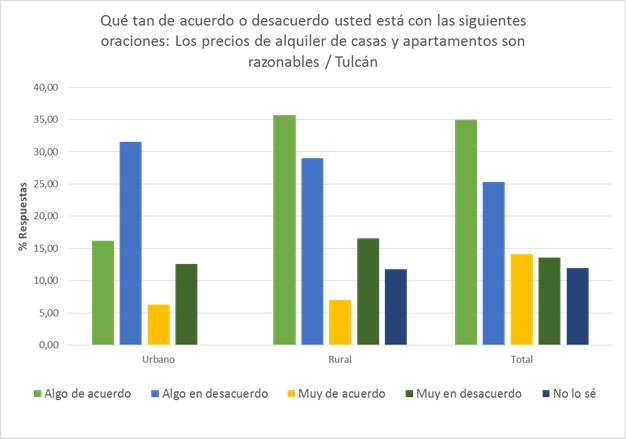 Qué tan de acuerdo o desacuerdo usted está con las siguientes
oraciones: Los precios de alquiler de casas y apartamentos son
razonables / Tulcán
40,00
35,00
30,00
25,00
20,00
15,00
10,00
5,00
0,00
% Respuestas
Urbano Rural Total
Algo de acuerdo Algo en desacuerdo Muy de acuerdo Muy en desacuerdo No lo sé